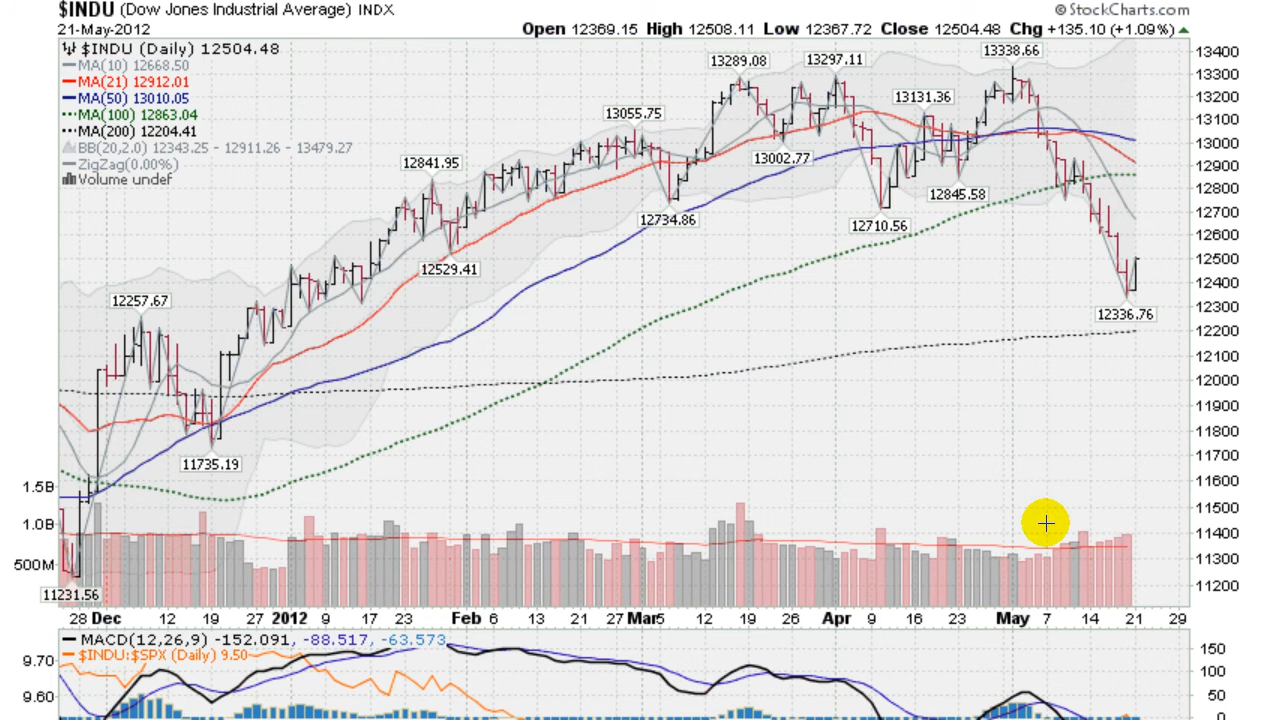 $INDU (Dow Jones Industrial Average) INDX
© StockCharts.com
21-May-2012
Open 12369.15 High 12508.11 Low 12367.72 Close 12504.48 Chg +135.10 (+1.09%)
$INDU (Daily) 12504.48
MA(10) 12668.50
MA(21) 12912.01
MA(50) 13010.05
MA(100) 12863.04
MA(200) 12204.41
BB(20,2.0) 12343.25 - 12911.26 - 13479.27
ZigZag(0.00%)
Volume undef
13338.66
13289.08
13297.11
13131.36
13055.75
13002.77
12841.95
12845.58
12734.86
12710.56
12529.41
12257.67
12336.76
11735.19
11231.56
13400
13300
13200
13100
13000
12900
12800
12700
12600
12500
12400
12300
12200
12100
12000
11900
11800
11700
11600
11500
11400
11300
11200
1.5B
1.0B
500M
28 Dec 12 19 27 2012 9 17 23 Feb 6 13 21 27 Mar 5 12 19 26 Apr 9 16 23 May 7 14 21 29
MACD(12,26,9) -152.091, -88.517, -63.573
$INDU:$SPX (Daily) 9.50
9.70
9.60
150
100
50
0